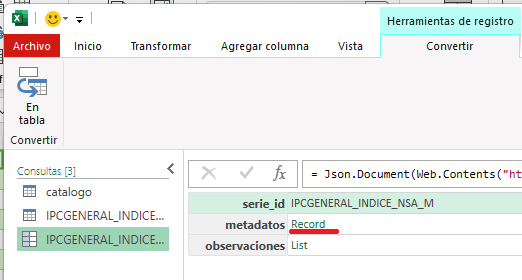 Herramientas de registro
Archivo Inicio Transformar Agregar columna Vista Convertir
En
tabla
Convertir
Consultas [3]
catalogo
IPCGENERAL_INDICE...
IPCGENERAL_INDICE...
fx = Json.Document(Web.Contents("ht
serie_id IPCGENERAL_INDICE_NSA_M
metadatos Record
observaciones List